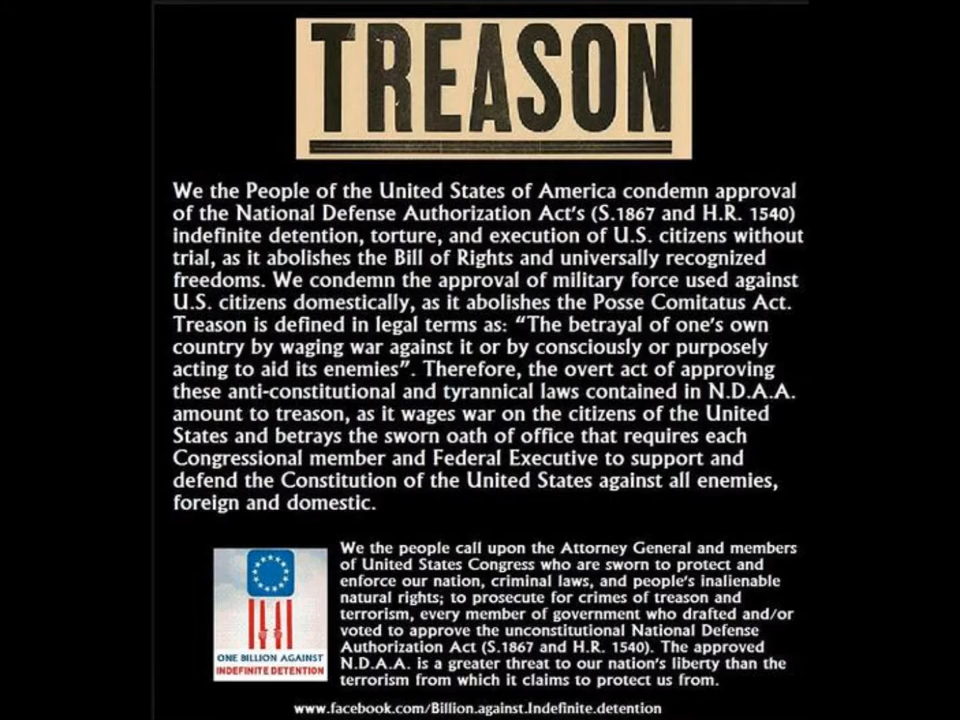 TREASON
We the People of the United States of America condemn approval
of the National Defense Authorization Act's (S.1867 and H.R. 1540)
indefinite detention, torture, and execution of U.S. citizens without
trial, as it abolishes the Bill of Rights and universally recognized
freedoms. We condemn the approval of military force used against
U.S. citizens domestically, as it abolishes the Posse Comitatus Act.
Treason is defined in legal terms as: “The betrayal of one's own
country by waging war against it or by consciously or purposely
acting to aid its enemies”. Therefore, the overt act of approving
these anti-constitutional and tyrannical laws contained in N.D.A.A.
amount to treason, as it wages war on the citizens of the United
States and betrays the sworn oath of office that requires each
Congressional member and Federal Executive to support and
defend the Constitution of the United States against all enemies,
foreign and domestic.
We the people call upon the Attorney General and members
of United States Congress who are sworn to protect and
enforce our nation, criminal laws, and people's inalienable
natural rights; to prosecute for crimes of treason and
terrorism, every member of government who drafted and/or
voted to approve the unconstitutional National Defense
Authorization Act (S.1867 and H.R. 1540). The approved
N.D.A.A. is a greater threat to our nation's liberty than the
terrorism from which it claims to protect us from.
ONE BILLION AGAINST
INDEFINITE DETENTION
www.facebook.com/Billion.against.Indefinite.detention